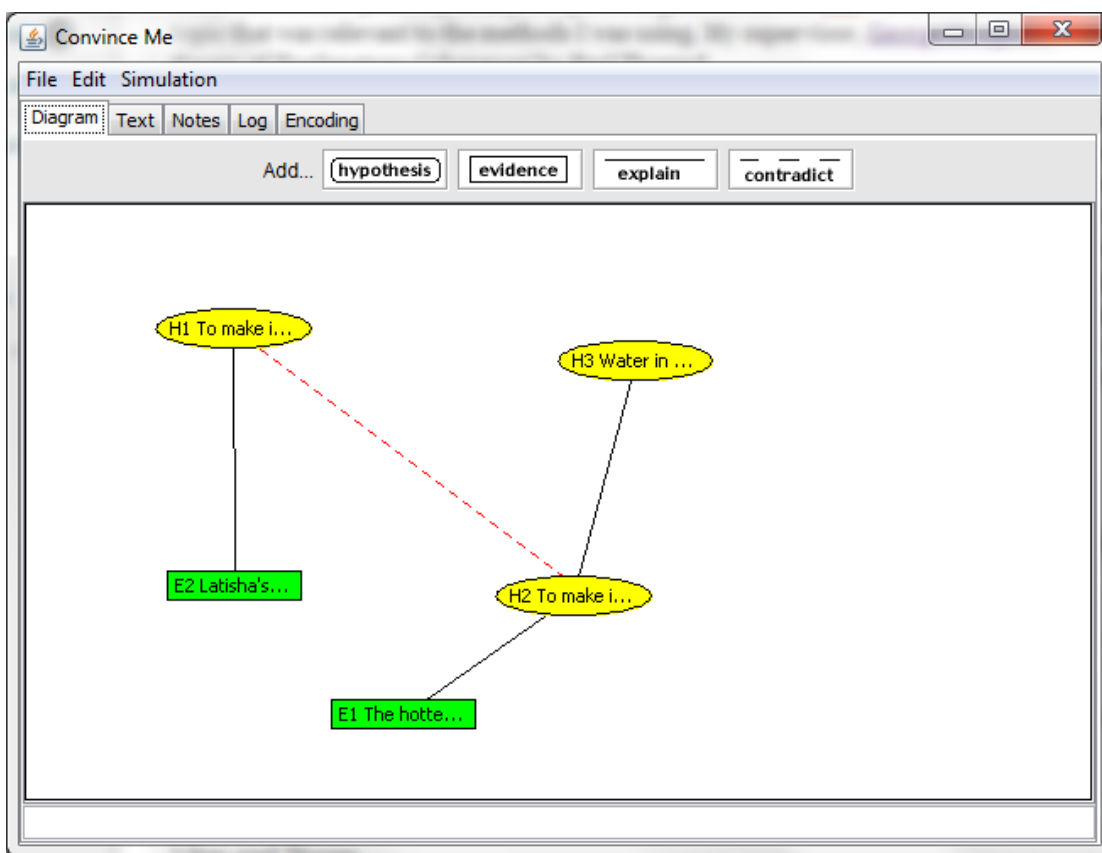 Convince Me
File Edit Simulation
Diagram Text Notes Log Encoding
Add... hypothesis evidence explain contradict
H1 To make i...
H3 Water in ...
E2 Latisha's...
H2 To make i...
E1 The hotte...